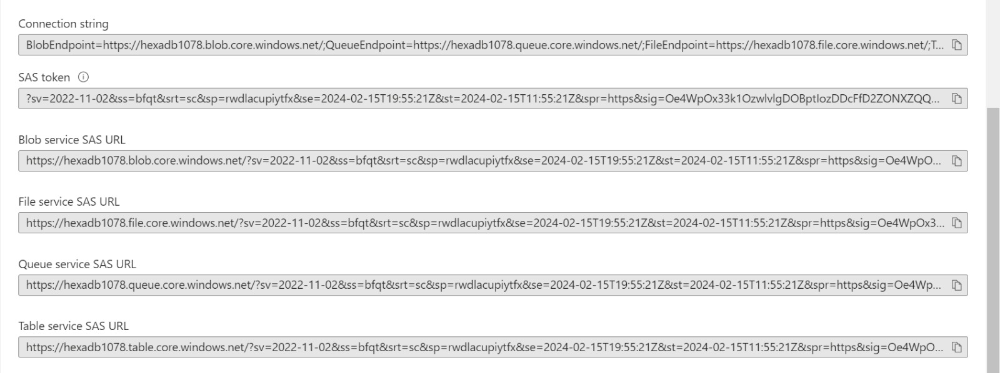 Connection string
BlobEndpoint=https://hexadb1078.blob.core.windows.net/;QueueEndpoint=https://hexadb1078.queue.core.windows.net/;FileEndpoint=https://hexadb1078.file.core.windows.net/;T...
SAS token
?sv=2022-11-02&ss=bfqt&srt=sc&sp=rwdlacupiytfx&se=2024-02-15T19:55:21Z&st=2024-02-15T11:55:21Z&spr=https&sig=Oe4WpOx33k1OzwlvlgDOBptIozDDcFfD2ZONXZQQ...
Blob service SAS URL
https://hexadb1078.blob.core.windows.net/?sv=2022-11-02&ss=bfqt&srt=sc&sp=rwdlacupiytfx&se=2024-02-15T19:55:21Z&st=2024-02-15T11:55:21Z&spr=https&sig=Oe4WpO...
File service SAS URL
https://hexadb1078.file.core.windows.net/?sv=2022-11-02&ss=bfqt&srt=sc&sp=rwdlacupiytfx&se=2024-02-15T19:55:21Z&st=2024-02-15T11:55:21Z&spr=https&sig=Oe4WpOx3...
Queue service SAS URL
https://hexadb1078.queue.core.windows.net/?sv=2022-11-02&ss=bfqt&srt=sc&sp=rwdlacupiytfx&se=2024-02-15T19:55:21Z&st=2024-02-15T11:55:21Z&spr=https&sig=Oe4Wp...
Table service SAS URL
https://hexadb1078.table.core.windows.net/?sv=2022-11-02&ss=bfqt&srt=sc&sp=rwdlacupiytfx&se=2024-02-15T19:55:21Z&st=2024-02-15T11:55:21Z&spr=https&sig=Oe4WpO...